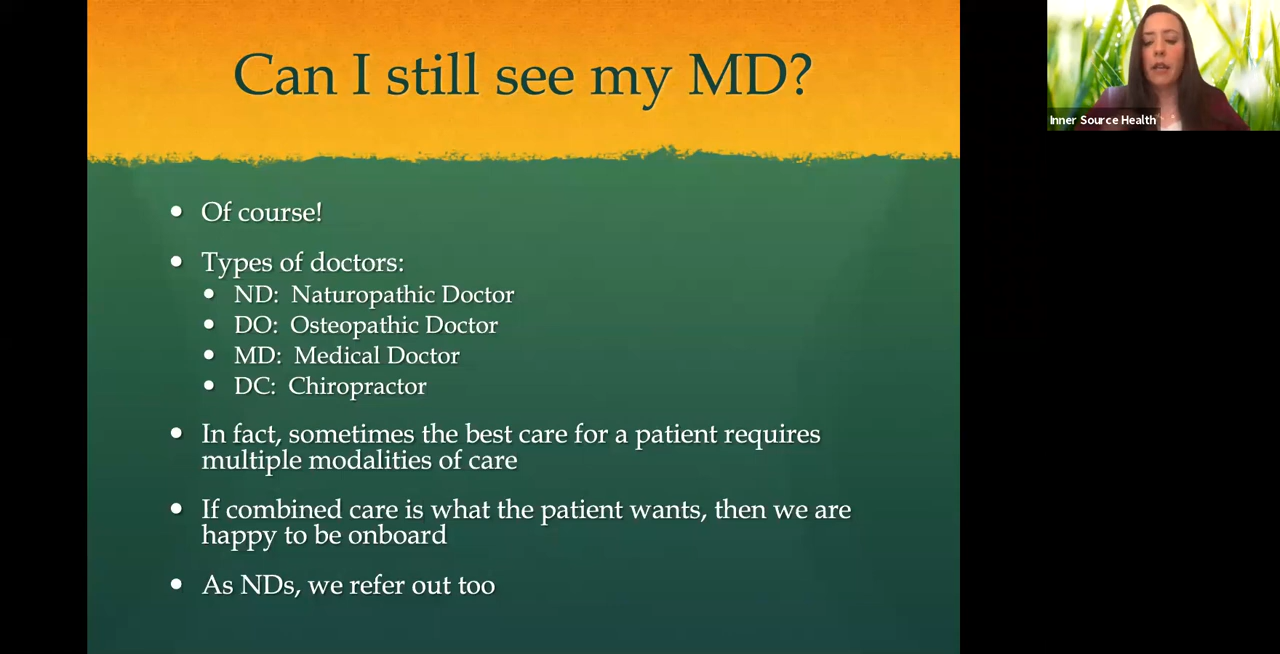 Can I still see my MD?
Inner Source Health
• Of course!
• Types of doctors:
• ND: Naturopathic Doctor
• DO: Osteopathic Doctor
• MD: Medical Doctor
• DC: Chiropractor
• In fact, sometimes the best care for a patient requires
multiple modalities of care
• If combined care is what the patient wants, then we are
happy to be onboard
• As NDs, we refer out too